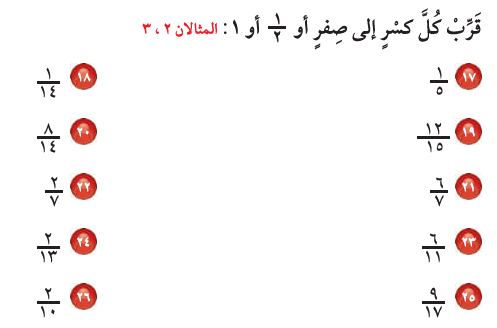 قَرِّبْ كُلَّ كسْرٍ إلى صِفرٍ أو ١/٢ أو ١ : المثالان ٢ ، ٣
١٧ ١/٥ ١٨ ١/١٤
١٩ ١٢/١٥ ٢٠ ٨/١٤
٢١ ٦/٧ ٢٢ ٢/٧
٢٣ ٦/١١ ٢٤ ٢/١٣
٢٥ ٩/١٧ ٢٦ ٢/١٠